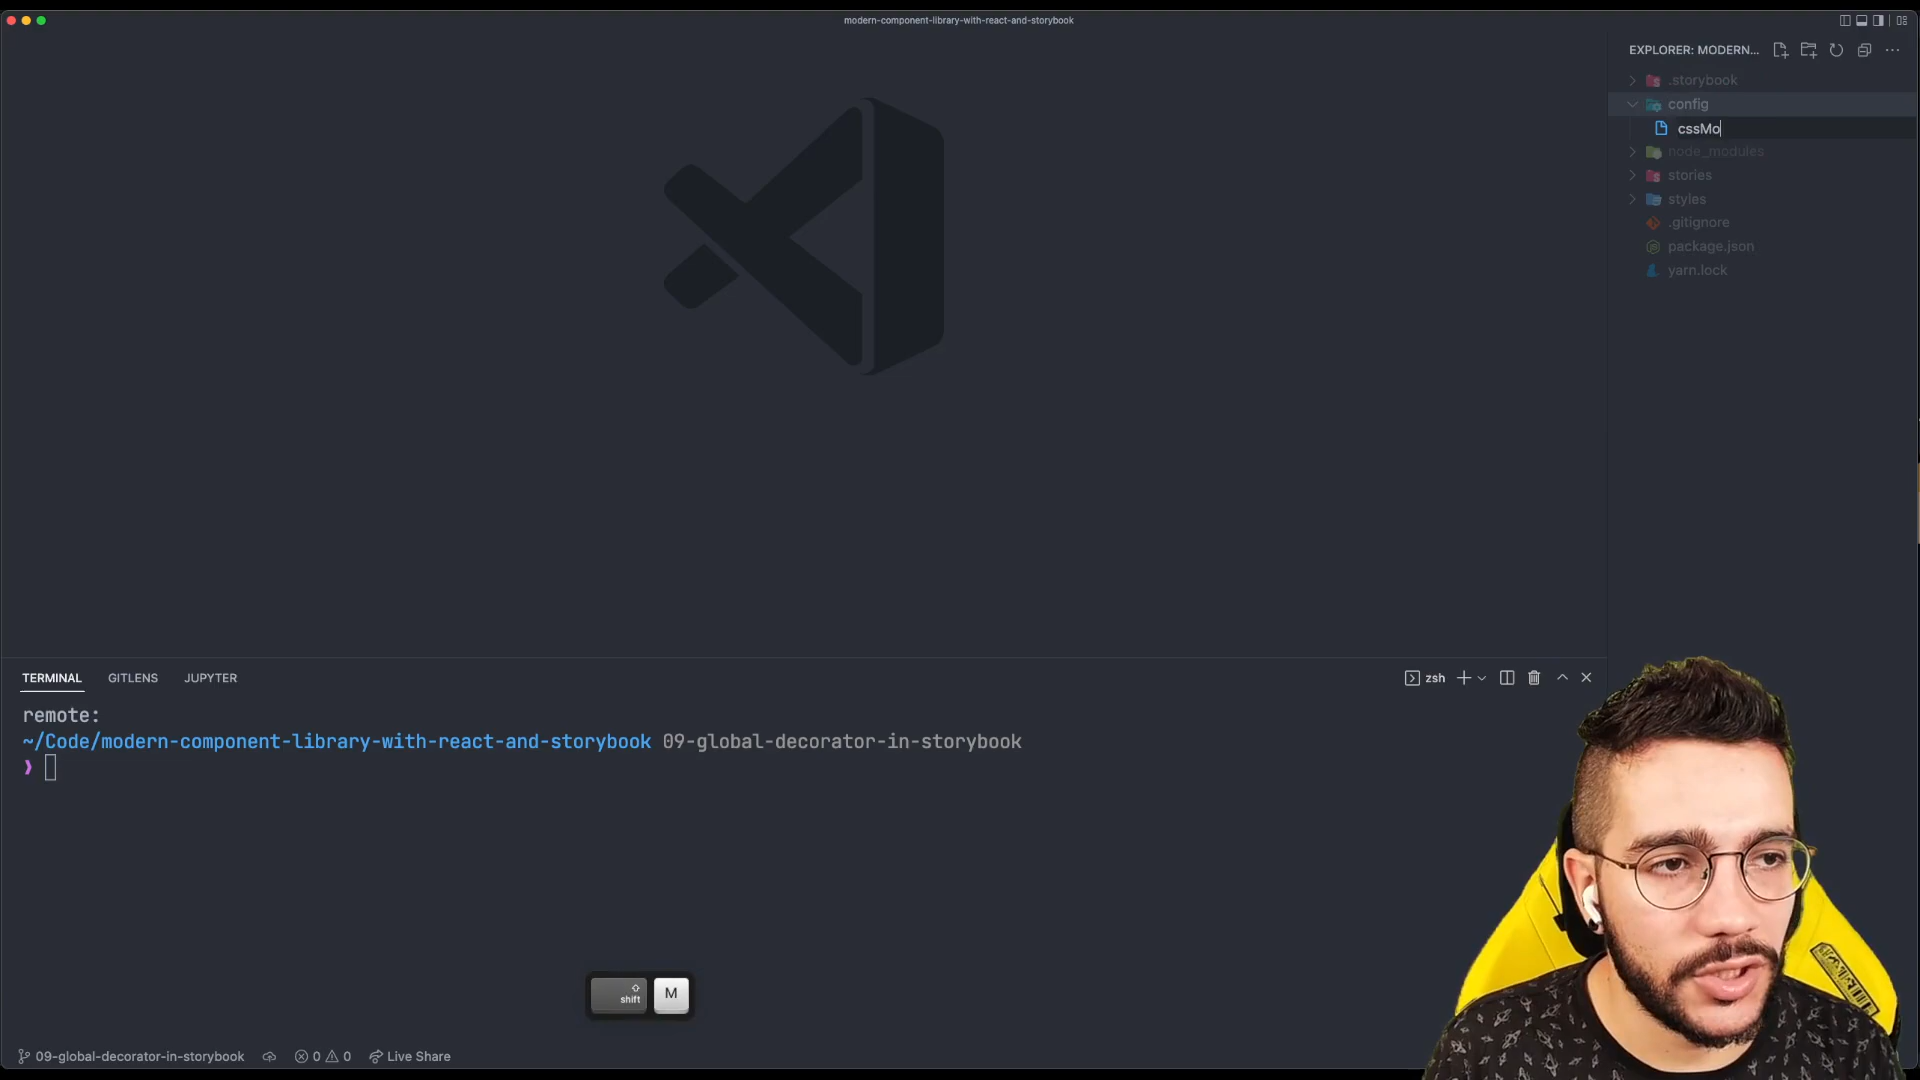 modern-component-library-with-react-and-storybook
EXPLORER: MODERN...
.storybook
config
cssMo
node_modules
stories
styles
.gitignore
package.json
yarn.lock
TERMINAL GITLENS JUPYTER
zsh
remote:
~/Code/modern-component-library-with-react-and-storybook 09-global-decorator-in-storybook
❯
shift M
09-global-decorator-in-storybook 0 0 Live Share